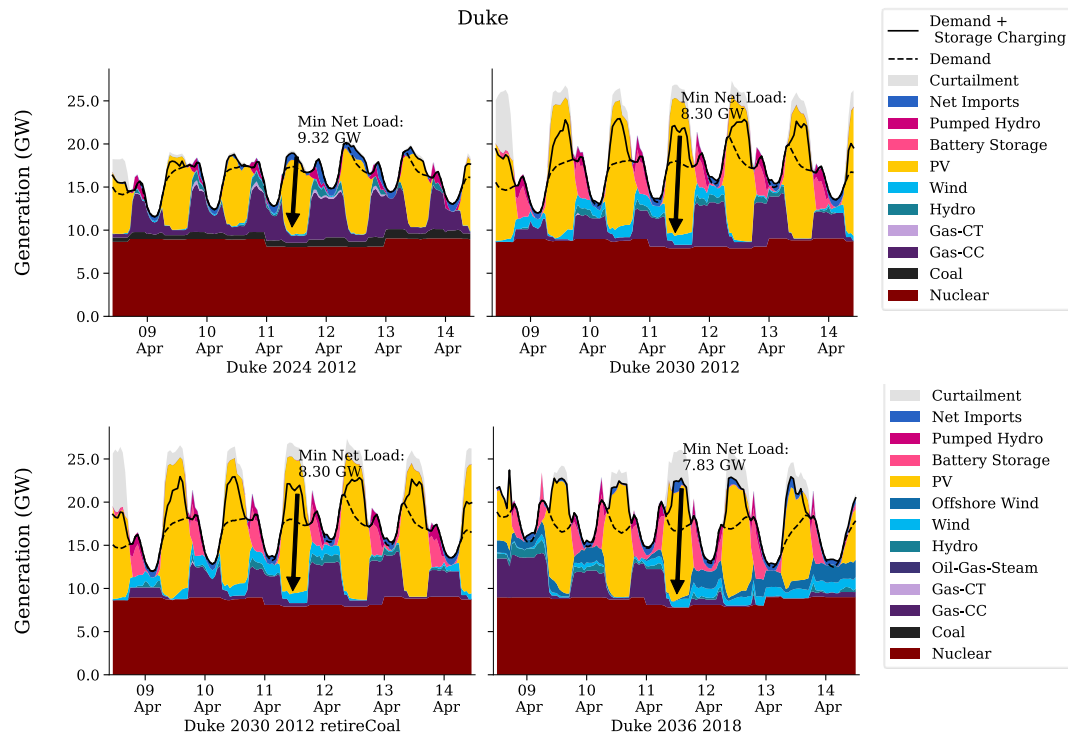 Duke
Generation (GW)
25.0
20.0
15.0
10.0
5.0
0.0
Min Net Load:
9.32 GW
09
Apr
10
Apr
11
Apr
12
Apr
13
Apr
14
Apr
Duke 2024 2012
Min Net Load:
8.30 GW
09
Apr
10
Apr
11
Apr
12
Apr
13
Apr
14
Apr
Duke 2030 2012
Demand +
Storage Charging
Demand
Curtailment
Net Imports
Pumped Hydro
Battery Storage
PV
Wind
Hydro
Gas-CT
Gas-CC
Coal
Nuclear
Generation (GW)
25.0
20.0
15.0
10.0
5.0
0.0
Min Net Load:
8.30 GW
09
Apr
10
Apr
11
Apr
12
Apr
13
Apr
14
Apr
Duke 2030 2012 retireCoal
Min Net Load:
7.83 GW
09
Apr
10
Apr
11
Apr
12
Apr
13
Apr
14
Apr
Duke 2036 2018
Curtailment
Net Imports
Pumped Hydro
Battery Storage
PV
Offshore Wind
Wind
Hydro
Oil-Gas-Steam
Gas-CT
Gas-CC
Coal
Nuclear